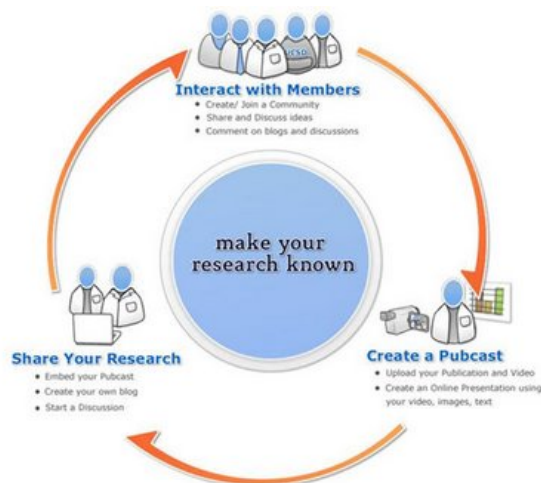 UCSD
Interact with Members
Create/ Join a Community
Share and Discuss ideas
Comment on blogs and discussions
make your
research known
Share Your Research
Embed your Pubcast
Create your own blog
Start a Discussion
Create a Pubcast
Upload your Publication and Video
Create an Online Presentation using
your video, images, text